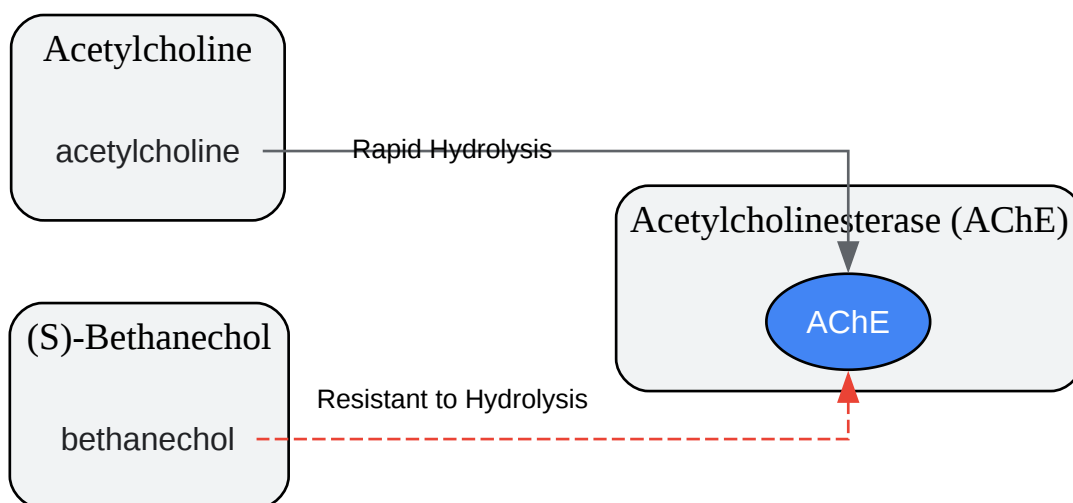 Acetylcholine
acetylcholine
Rapid Hydrolysis
Acetylcholinesterase (AChE)
AChE
(S)-Bethanechol
Resistant to Hydrolysis
bethanechol